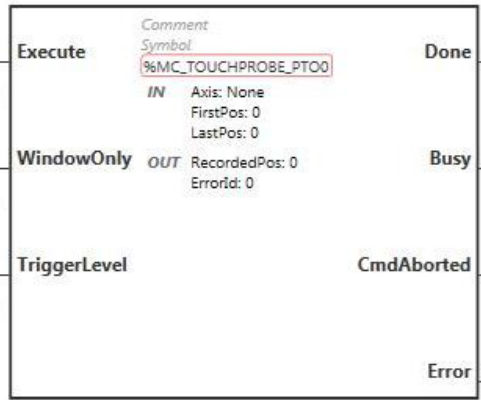 Comment
Execute Symbol Done
%MC_TOUCHPROBE_PTO0
IN Axis: None
FirstPos: 0
LastPos: 0
WindowOnly OUT RecordedPos: 0 Busy
ErrorId: 0
TriggerLevel CmdAborted
Error